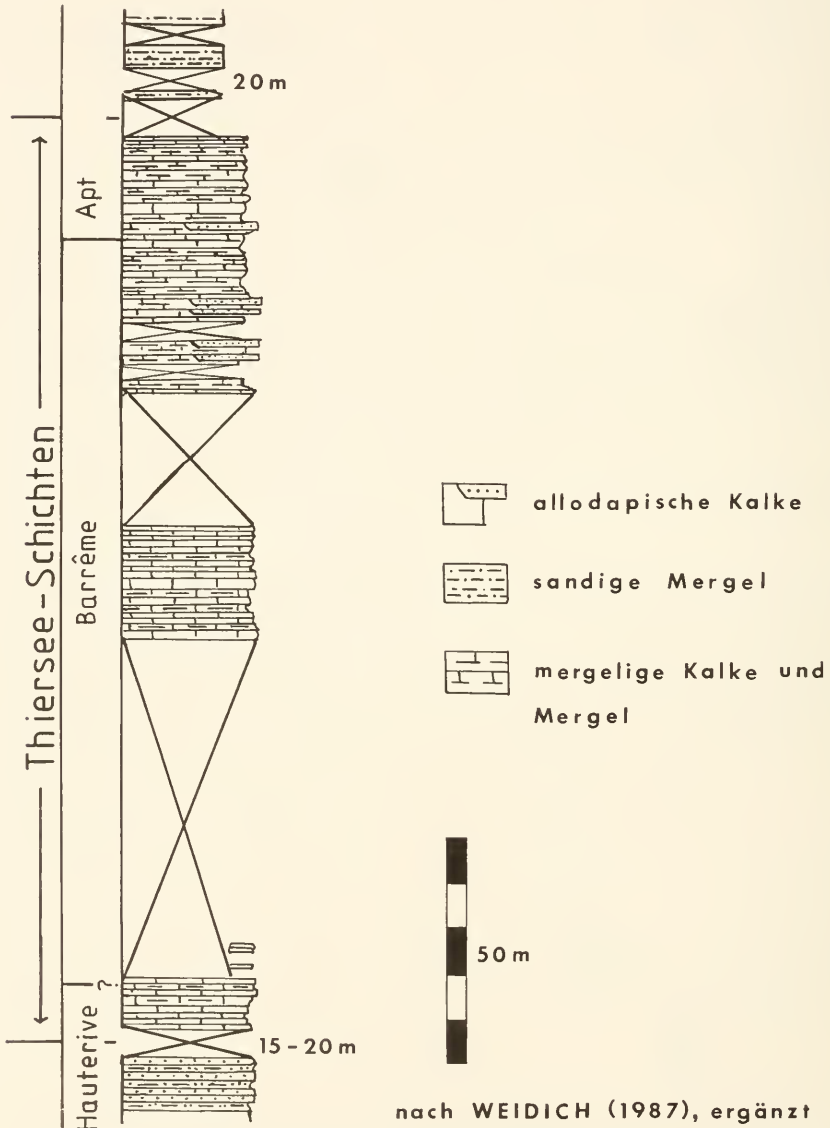 20m
Apt
Thiersee-Schichten
Barrême
allodapische Kalke
sandige Mergel
mergelige Kalke und
Mergel
50m
?
Hauterive
15-20m
nach WEIDICH (1987), ergänzt